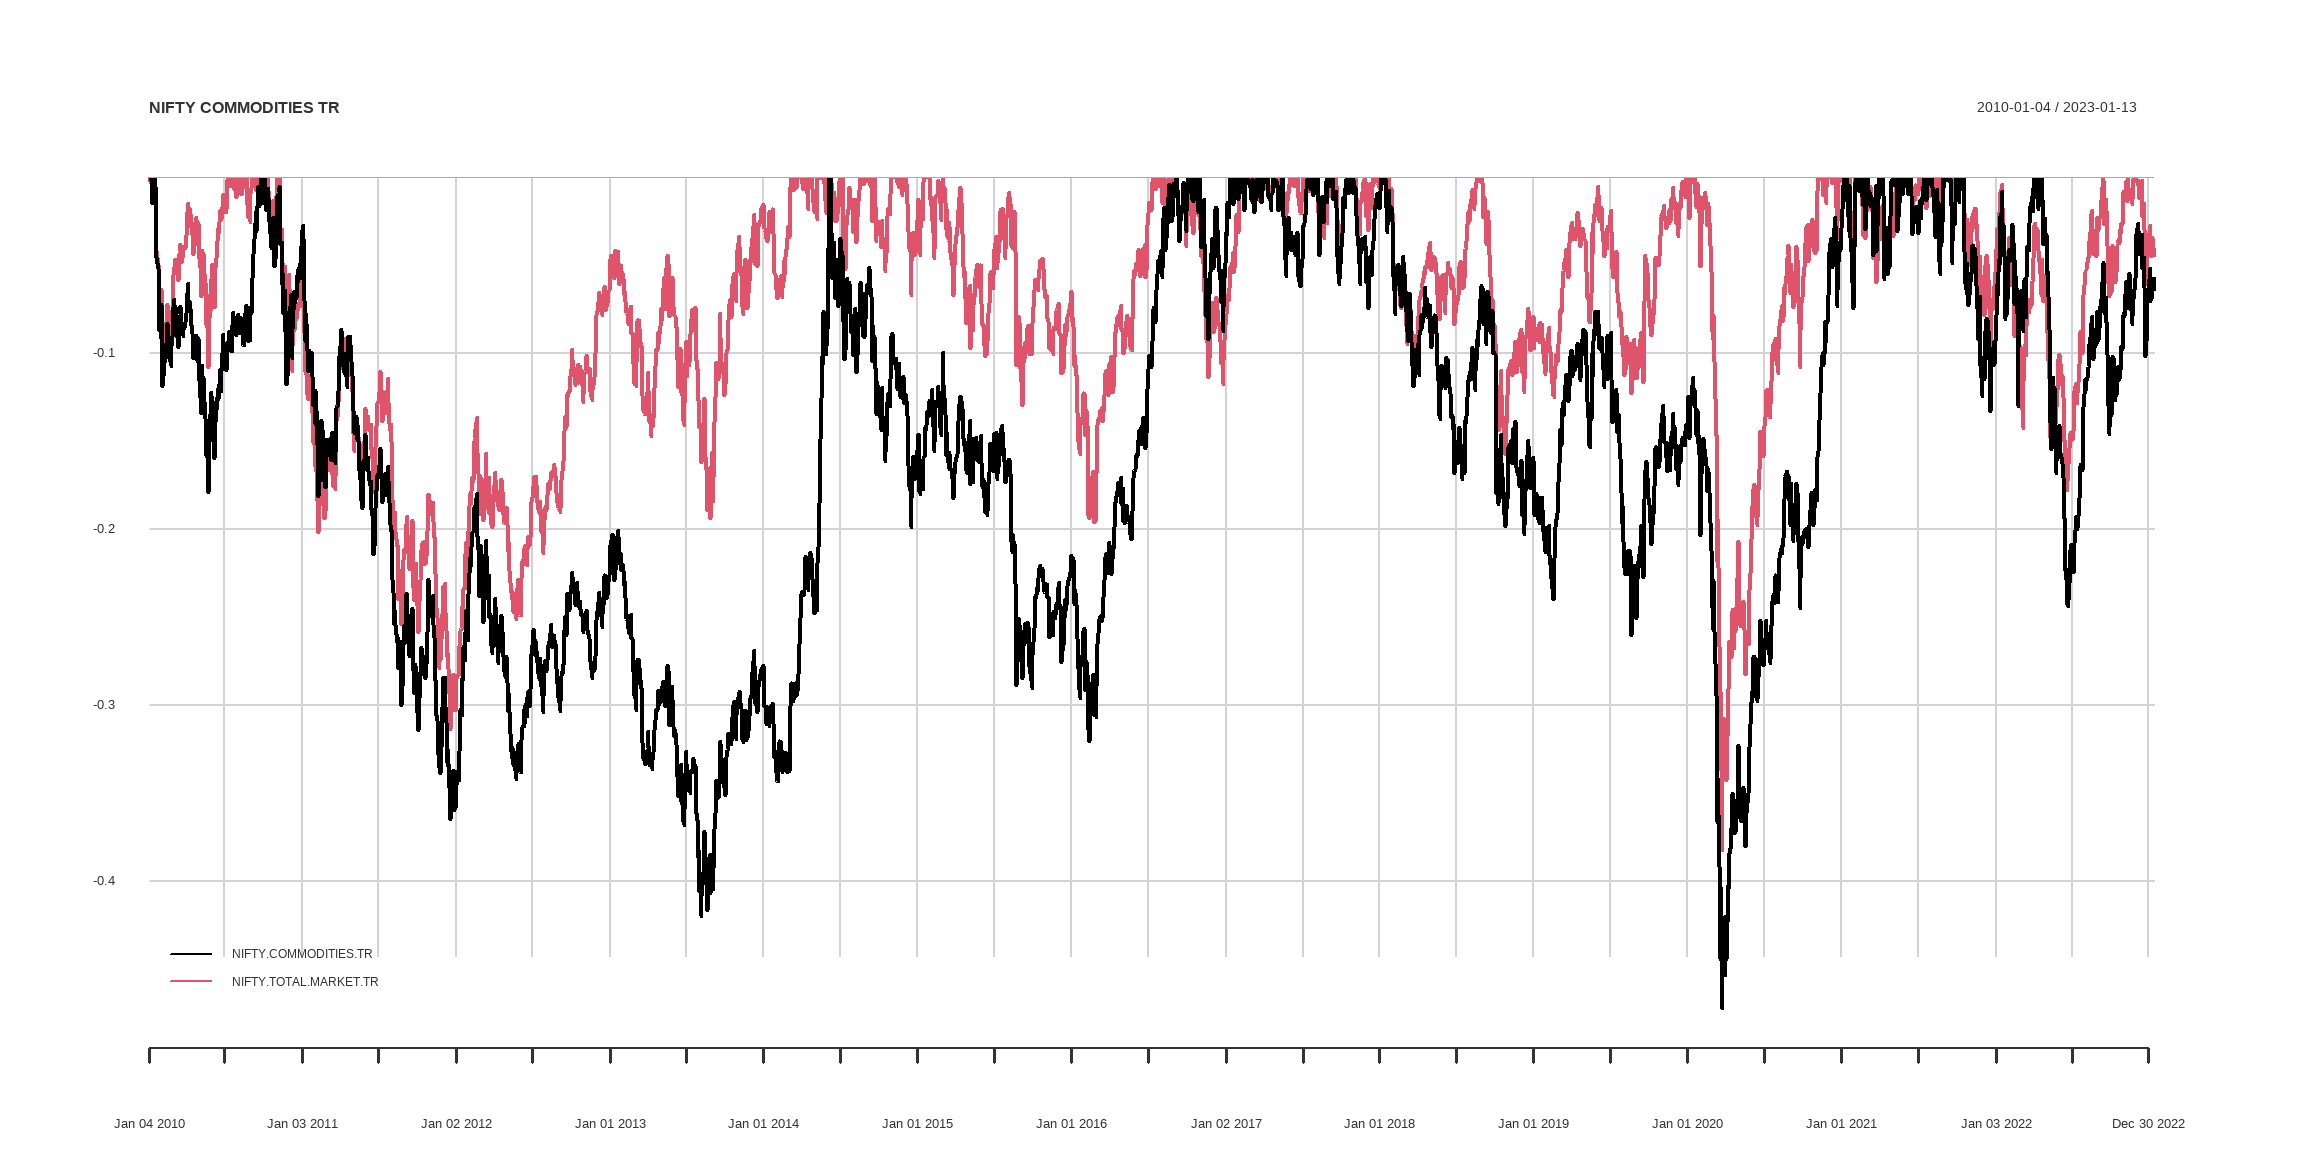 NIFTY COMMODITIES TR
2010-01-04 / 2023-01-13
-0.1
-0.2
-0.3
-0.4
NIFTY.COMMODITIES.TR
NIFTY.TOTAL.MARKET.TR
Jan 04 2010 Jan 03 2011 Jan 02 2012 Jan 01 2013 Jan 01 2014 Jan 01 2015 Jan 01 2016 Jan 02 2017 Jan 01 2018 Jan 01 2019 Jan 01 2020 Jan 01 2021 Jan 03 2022 Dec 30 2022